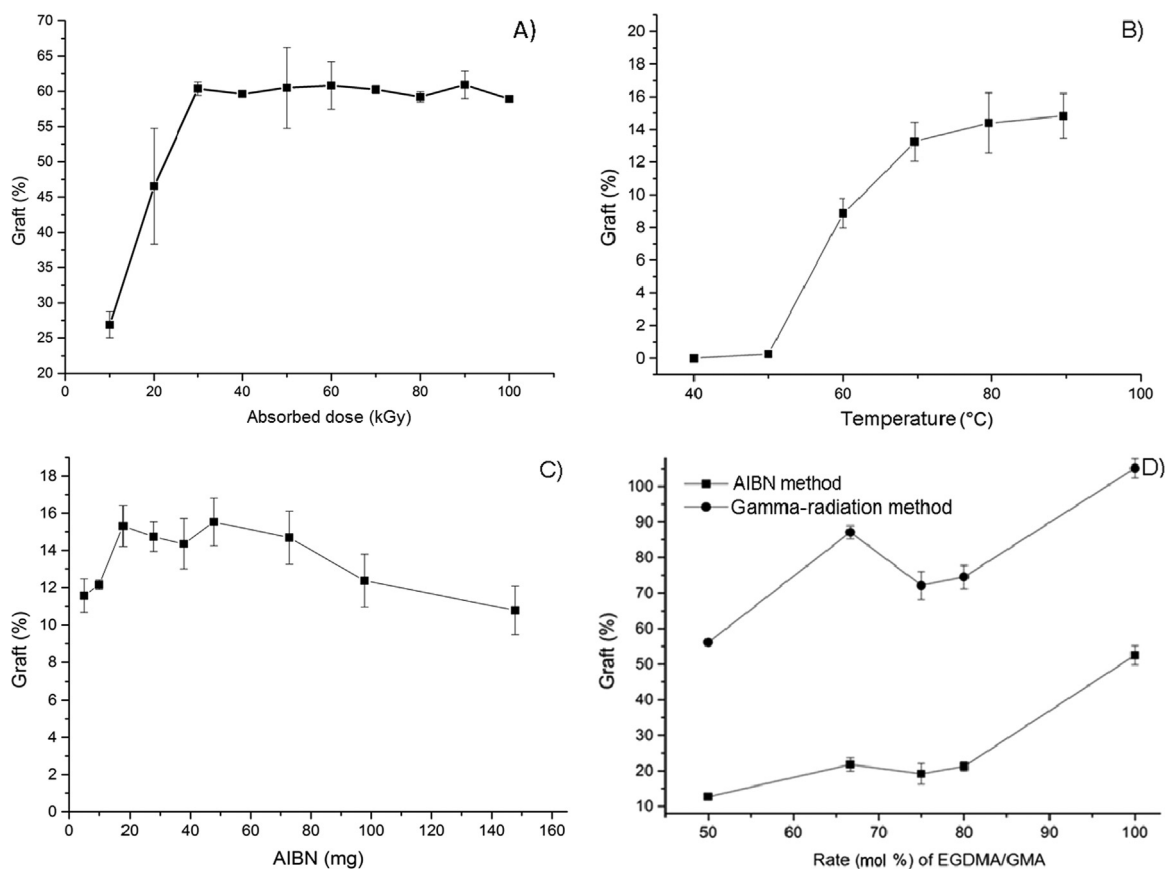 A)
Graft (%)
70
65
60
55
50
45
40
35
30
25
20
0 20 40 60 80 100
Absorbed dose (kGy)
B)
Graft (%)
20
18
16
14
12
10
8
6
4
2
0
40 60 80 100
Temperature (°C)
C)
Graft (%)
18
16
14
12
10
8
6
4
2
0
0 20 40 60 80 100 120 140 160
AIBN (mg)
D)
AIBN method
Gamma-radiation method
Graft (%)
100
90
80
70
60
50
40
30
20
10
50 60 70 80 90 100
Rate (mol %) of EGDMA/GMA